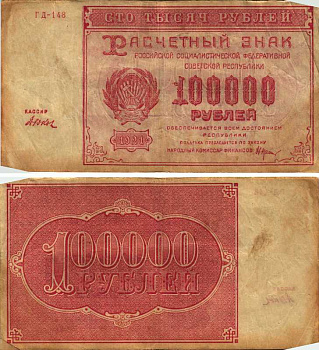 ГД-148
СТО ТЫСЯЧ РУБЛЕЙ
РАСЧЕТНЫЙ ЗНАК
РОССИЙСКОЙ СОЦИАЛИСТИЧЕСКОЙ ФЕДЕРАТИВНОЙ
СОВЕТСКОЙ РЕСПУБЛИКИ
100000
РУБЛЕЙ
КАССИР
1921
ОБЕСПЕЧИВАЕТСЯ ВСЕМ ДОСТОЯНИЕМ
РЕСПУБЛИКИ
ПОДДЕЛКА ПРЕСЛЕДУЕТСЯ ПО ЗАКОНУ
НАРОДНЫЙ КОМИССАР ФИНАНСОВ
100000
РУБЛЕЙ